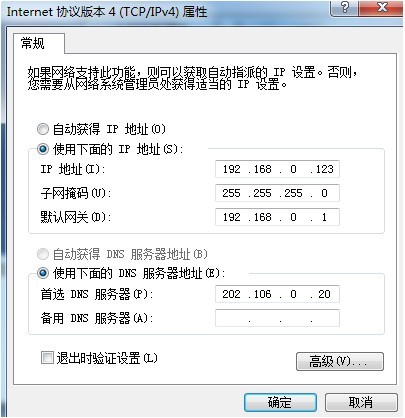 Internet 协议版本 4 (TCP/IPv4) 属性
常规
如果网络支持此功能，则可以获取自动指派的 IP 设置。否则，
您需要从网络系统管理员处获得适当的 IP 设置。
自动获得 IP 地址(O)
使用下面的 IP 地址(S):
IP 地址(I): 192 .168 . 0 .123
子网掩码(U): 255 .255 .255 . 0
默认网关(D): 192 .168 . 0 . 1
自动获得 DNS 服务器地址(B)
使用下面的 DNS 服务器地址(E):
首选 DNS 服务器(P): 202 .106 . 0 . 20
备用 DNS 服务器(A): . . .
退出时验证设置(L)
高级(V)...
确定 取消